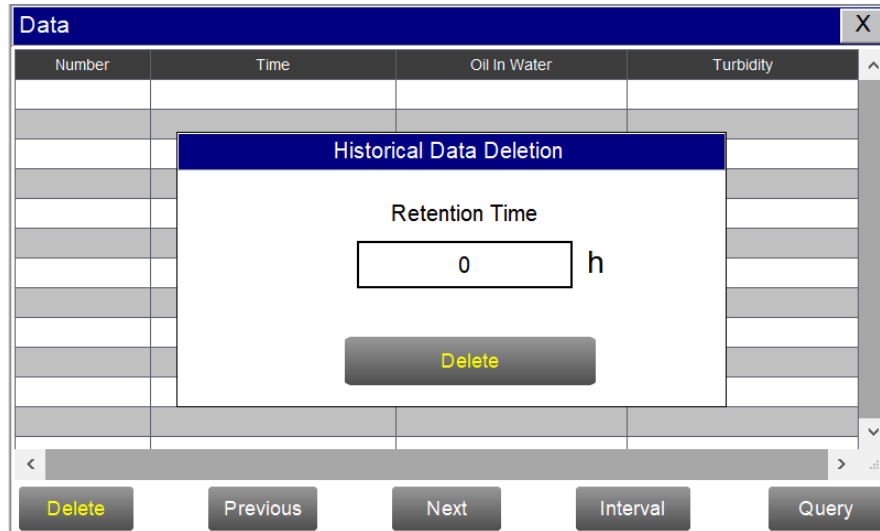 Data X
Number Time Oil In Water Turbidity
Historical Data Deletion
Retention Time
0 h
Delete
Delete Previous Next Interval Query